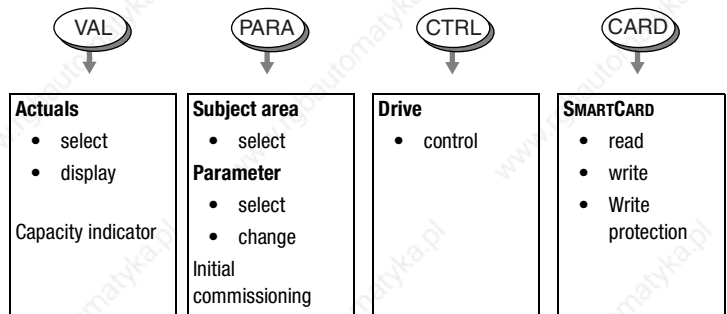 VAL
PARA
CTRL
CARD
Actuals
• select
• display
Capacity indicator
Subject area
• select
Parameter
• select
• change
Initial
commissioning
Drive
• control
SMARTCARD
• read
• write
• Write
protection